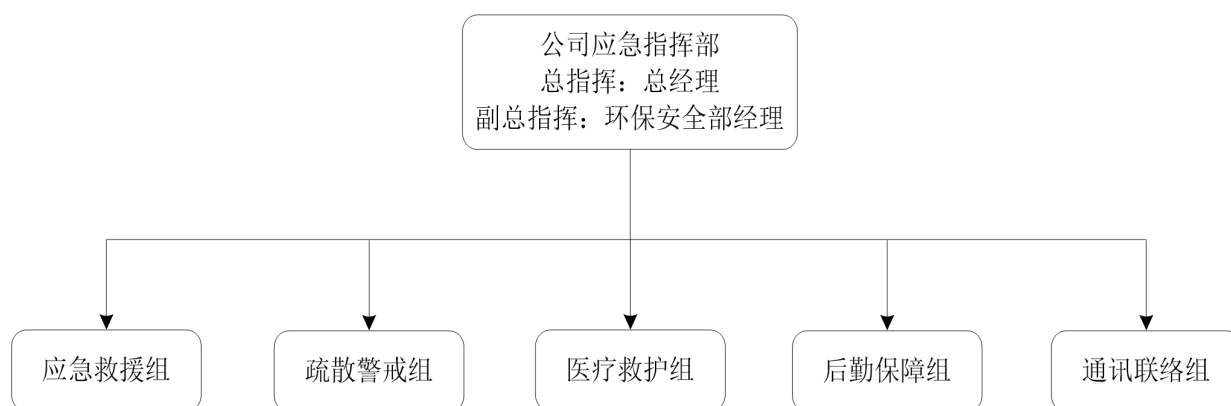 公司应急指挥部
总指挥：总经理
副总指挥：环保安全部经理
应急救援组
疏散警戒组
医疗救护组
后勤保障组
通讯联络组